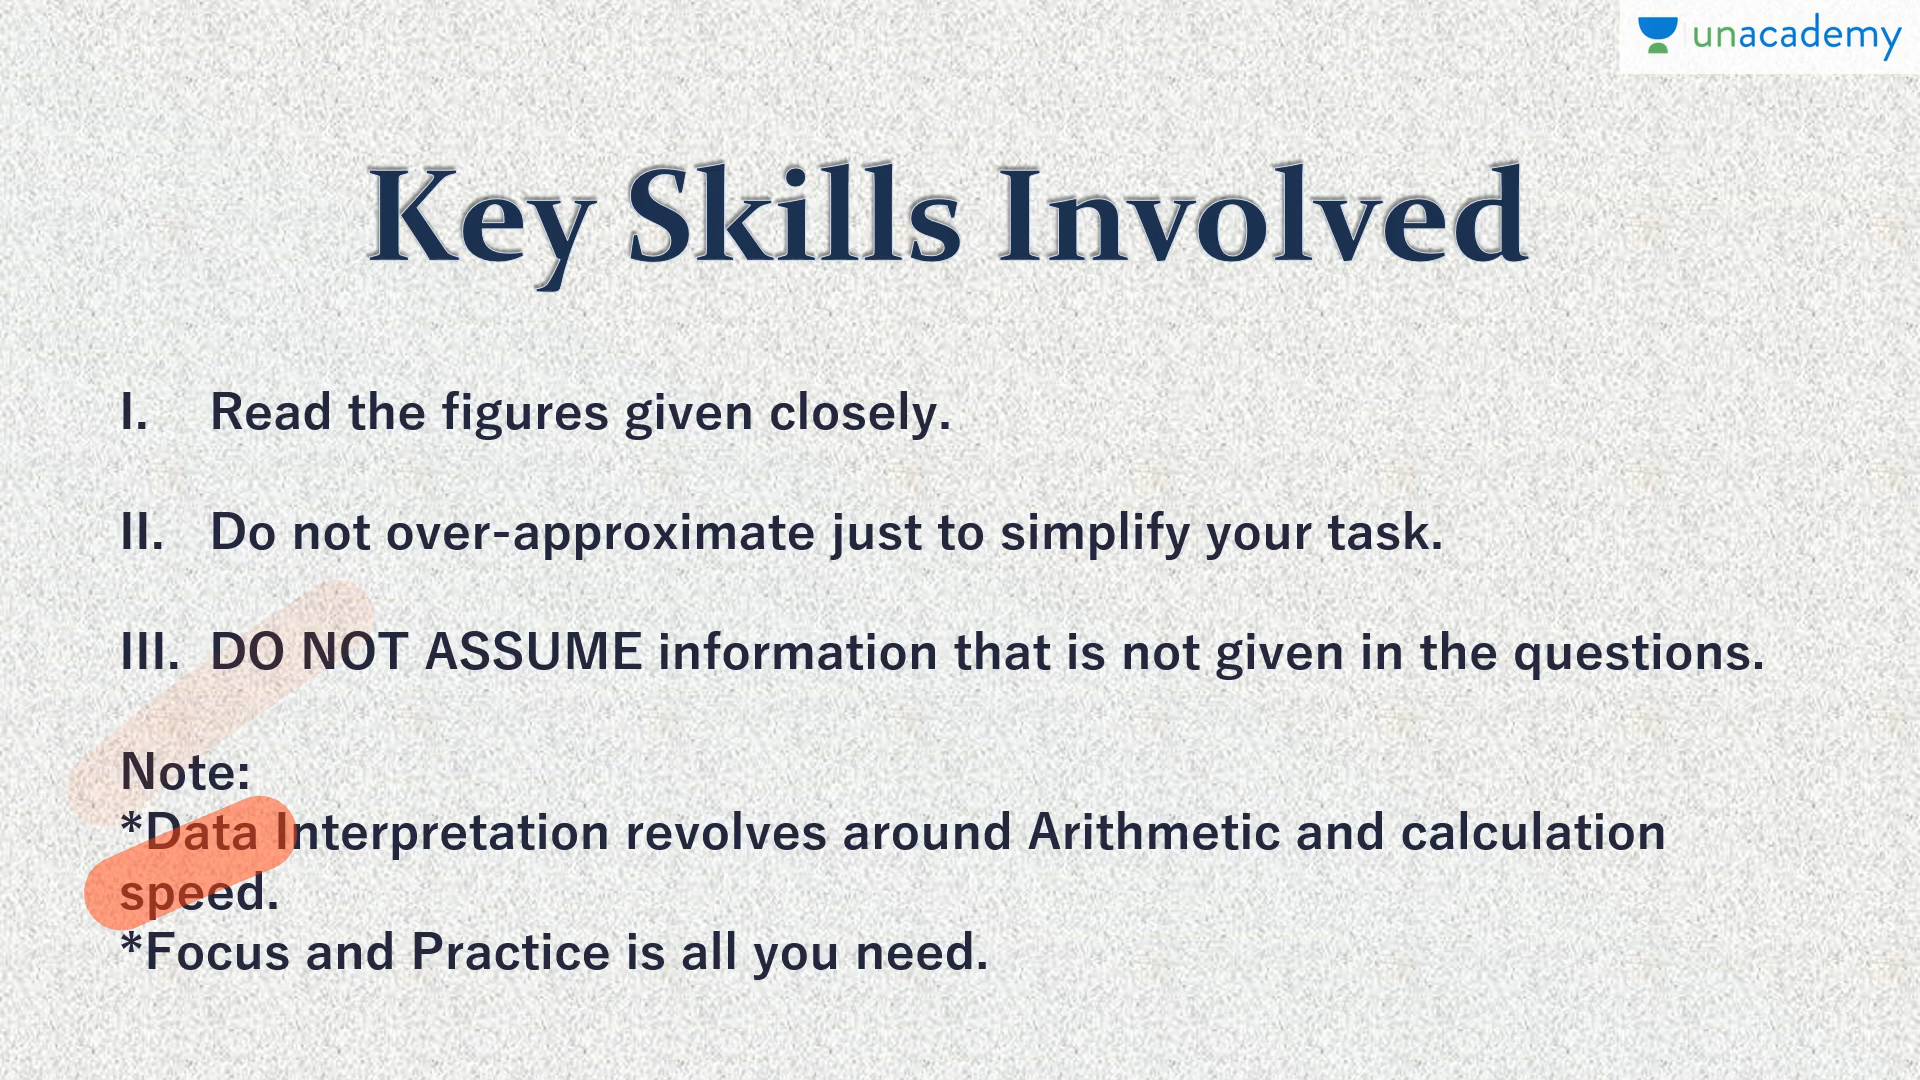 unacademy
Key Skills Involved
I. Read the figures given closely.
II. Do not over-approximate just to simplify your task.
III. DO NOT ASSUME information that is not given in the questions.
Note:
*Data Interpretation revolves around Arithmetic and calculation
speed.
*Focus and Practice is all you need.